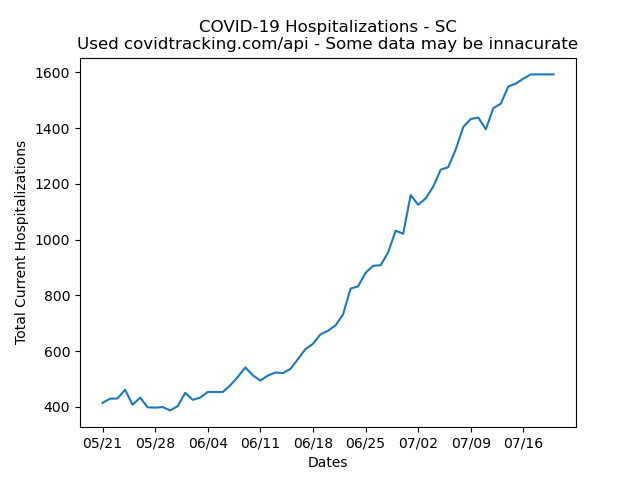 COVID-19 Hospitalizations - SC
Used covidtracking.com/api - Some data may be innacurate
1600
1400
1200
1000
800
600
400
Total Current Hospitalizations
05/21 05/28 06/04 06/11 06/18 06/25 07/02 07/09 07/16
Dates